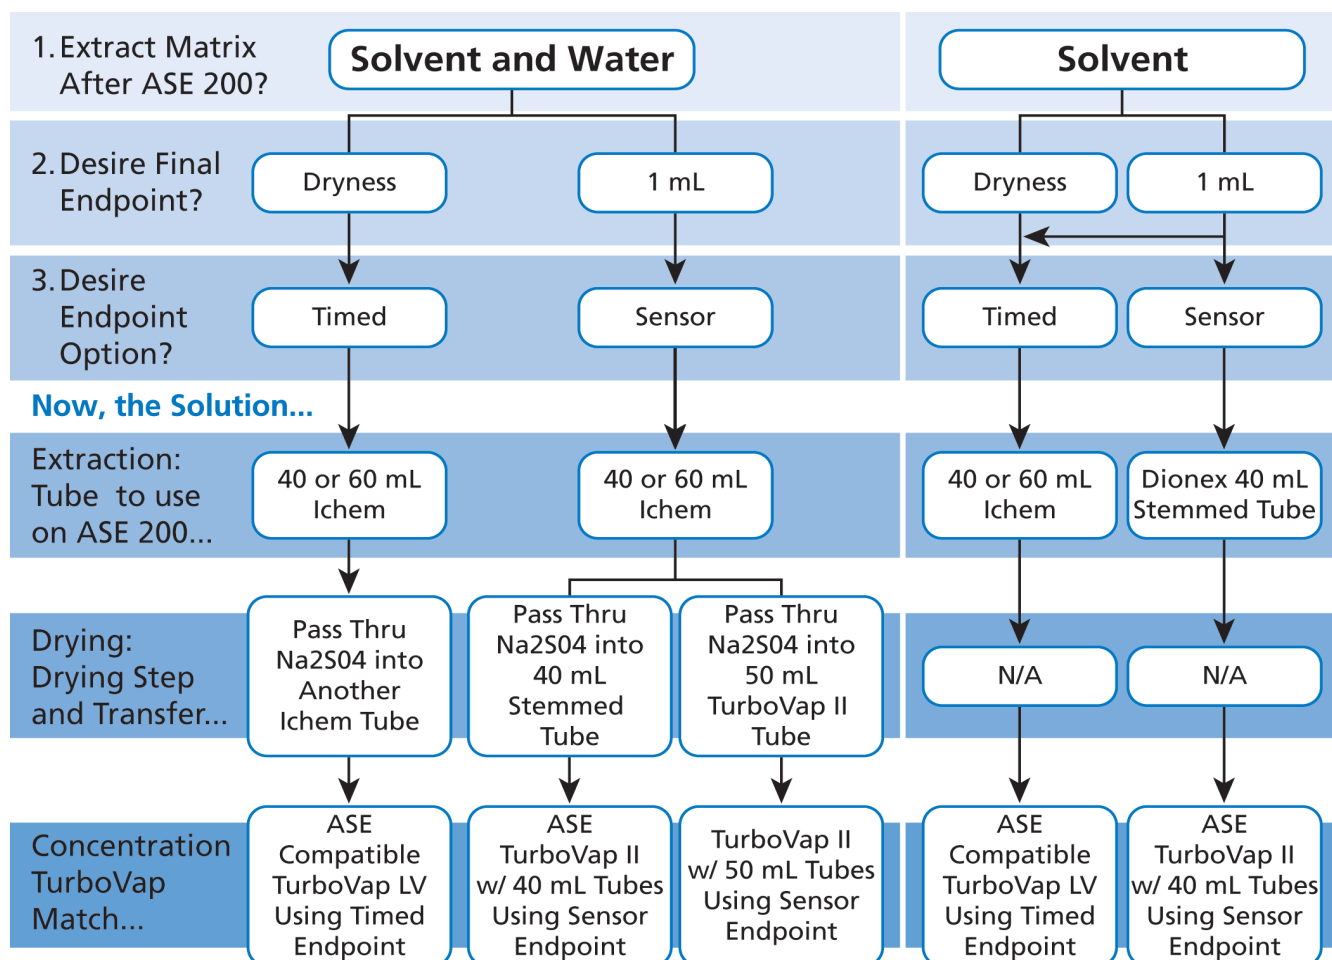 1. Extract Matrix
After ASE 200?
Solvent and Water
Solvent
2. Desire Final
Endpoint?
Dryness
1 mL
Dryness
1 mL
3. Desire
Endpoint
Option?
Timed
Sensor
Timed
Sensor
Now, the Solution...
Extraction:
Tube to use
on ASE 200...
40 or 60 mL
Ichem
40 or 60 mL
Ichem
40 or 60 mL
Ichem
Dionex 40 mL
Stemmed Tube
Drying:
Drying Step
and Transfer...
Pass Thru
Na2S04 into
Another
Ichem Tube
Pass Thru
Na2S04 into
40 mL
Stemmed
Tube
Pass Thru
Na2S04 into
50 mL
TurboVap II
Tube
N/A
N/A
Concentration
TurboVap
Match...
ASE
Compatible
TurboVap LV
Using Timed
Endpoint
ASE
TurboVap II
w/ 40 mL Tubes
Using Sensor
Endpoint
TurboVap II
w/ 50 mL Tubes
Using Sensor
Endpoint
ASE
Compatible
TurboVap LV
Using Timed
Endpoint
ASE
TurboVap II
w/ 40 mL Tubes
Using Sensor
Endpoint